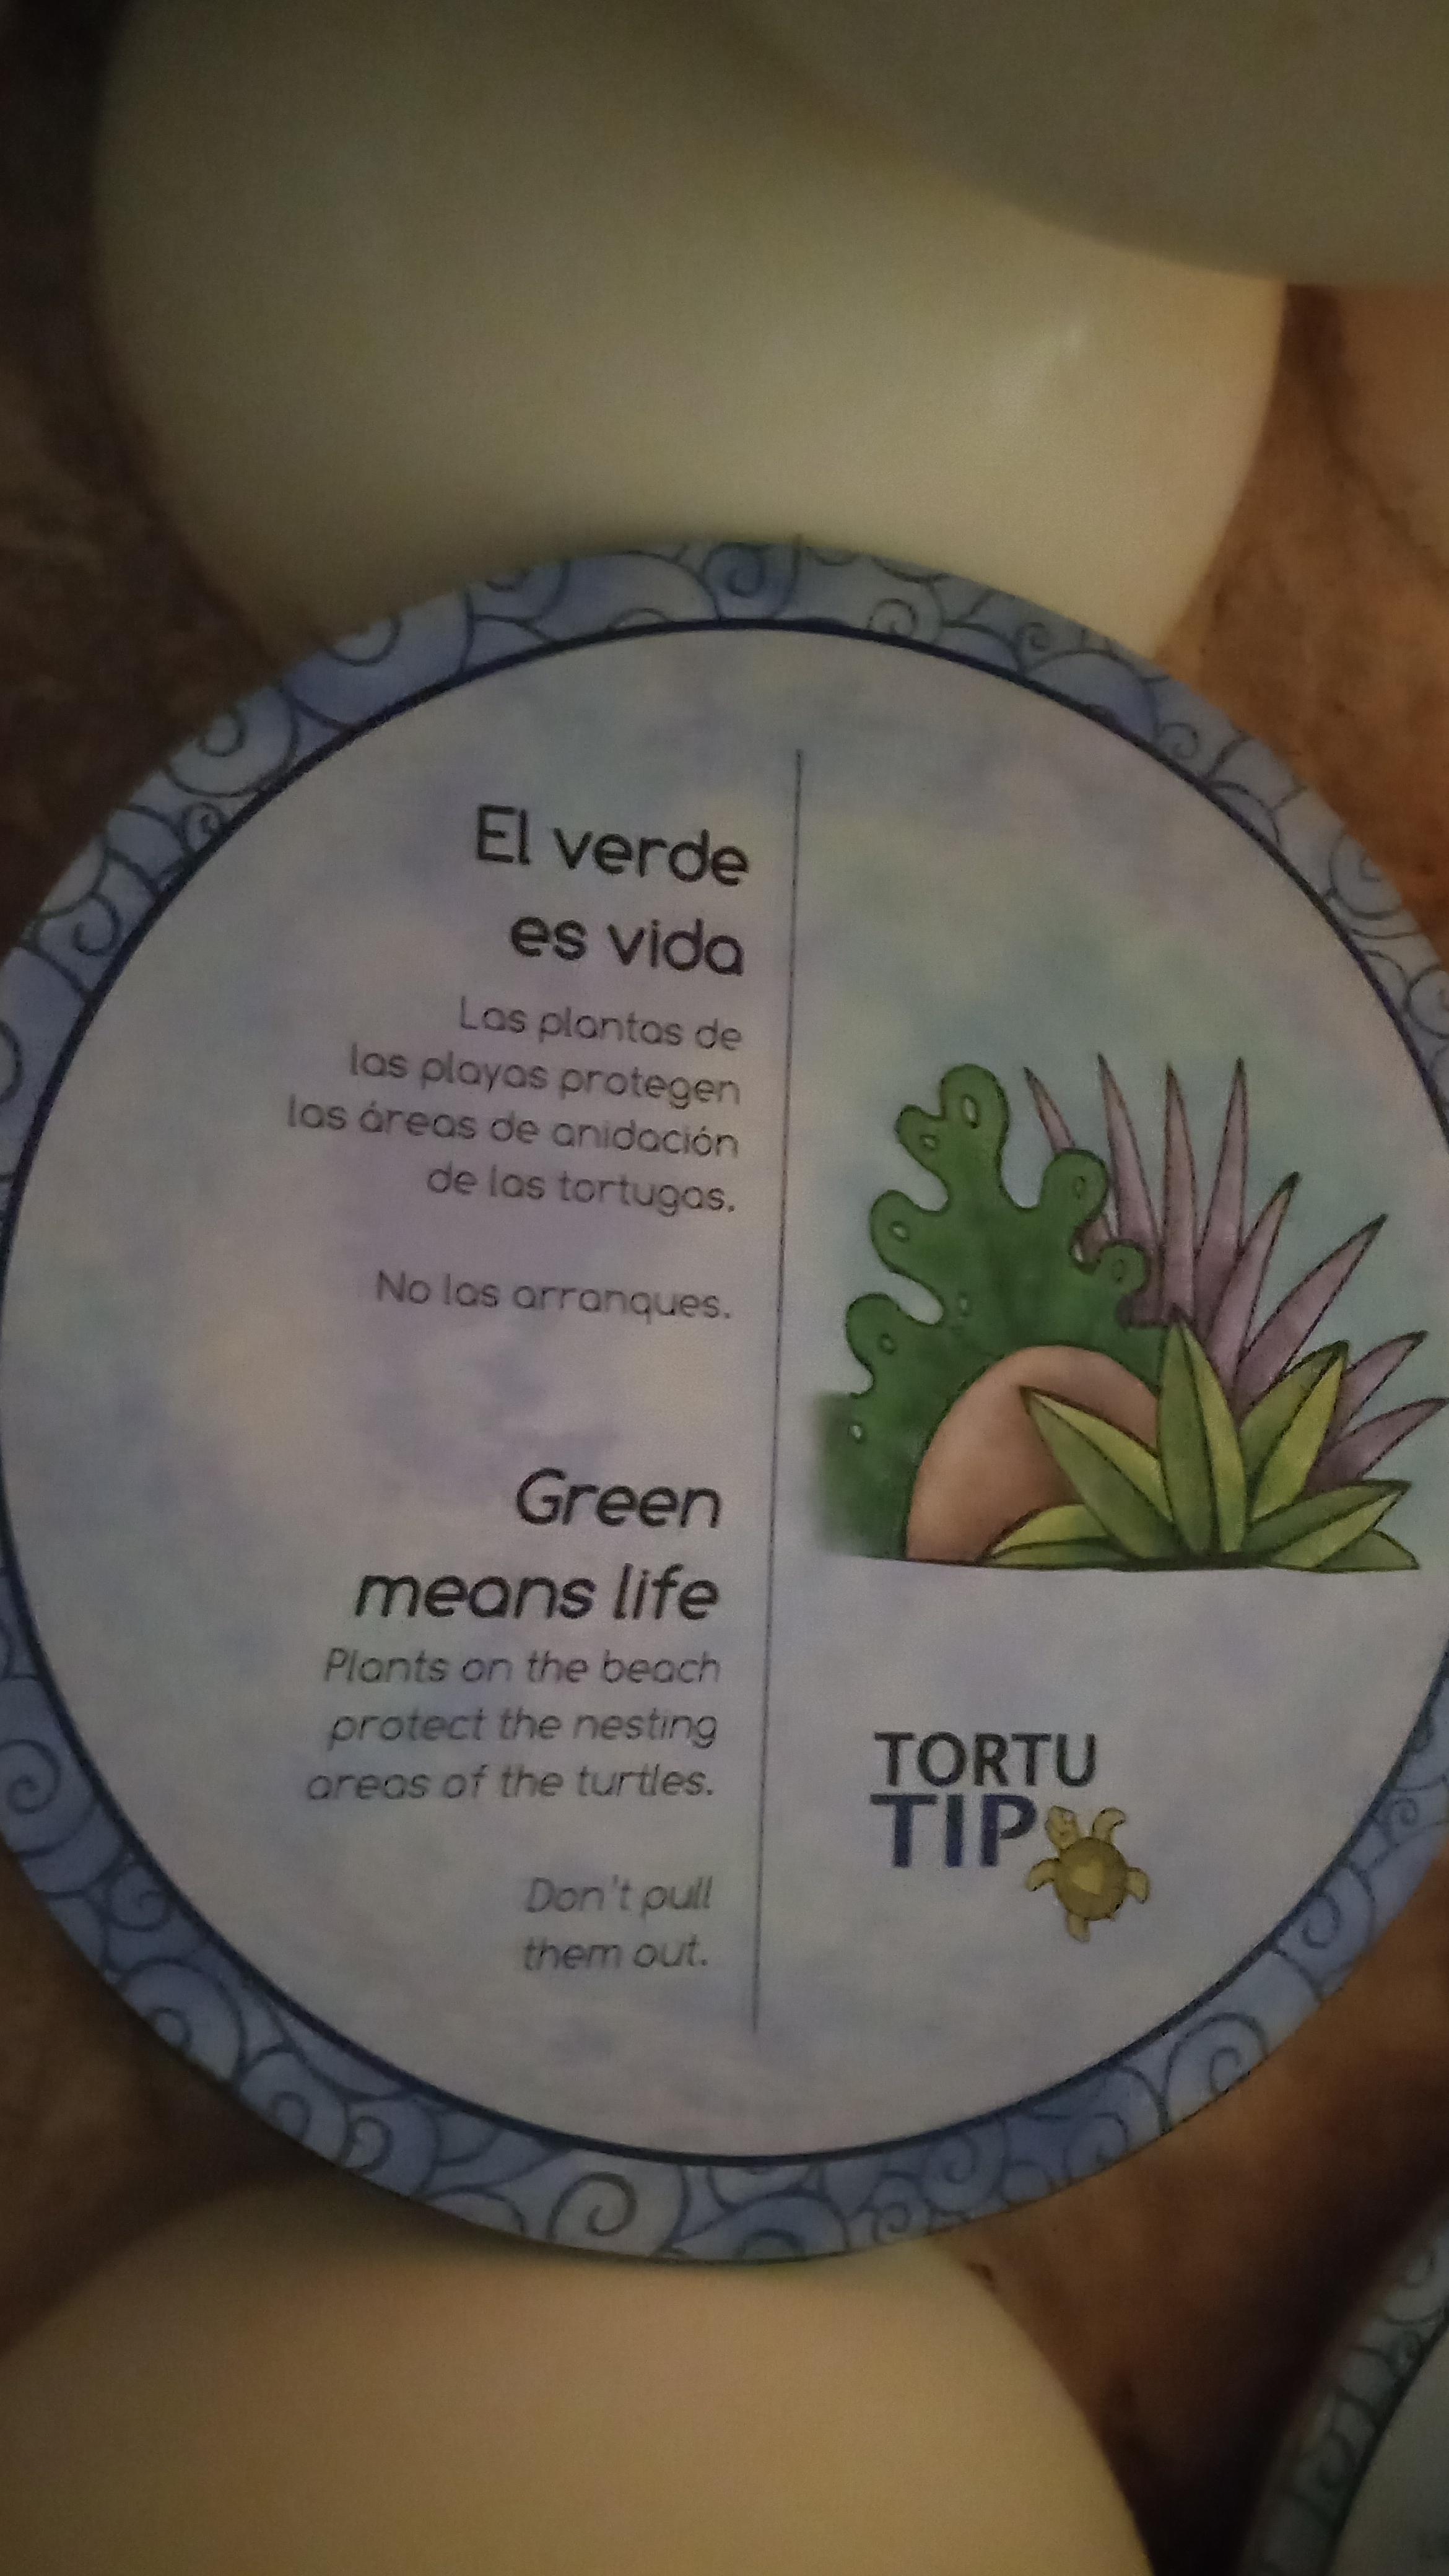 El verde
es vida
Las plantas de
las playas protegen
las áreas de anidación
de las tortugas.
No las arranques.
Green
means life
Plants on the beach
protect the nesting
areas of the turtles.
Don't pull
them out.
TORTU
TIP